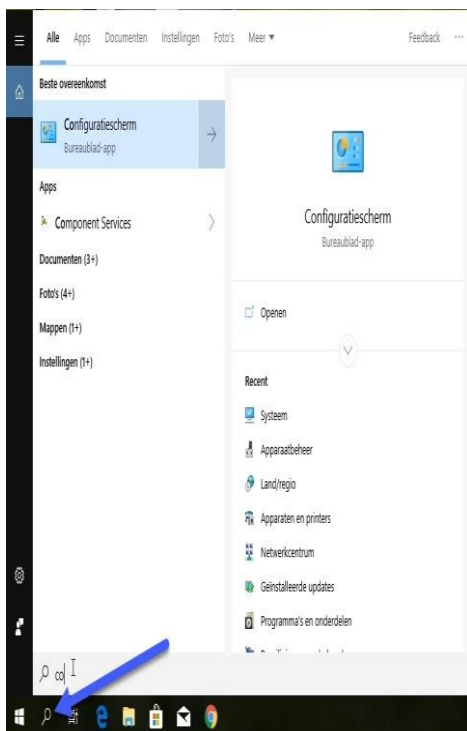 Alle Apps Documenten Instellingen Foto's Meer Feedback
Beste overeenkomst
Configuratiescherm
Bureaublad-app
Apps
Component Services
Documenten (3+)
Foto's (4+)
Mappen (1+)
Instellingen (1+)
Configuratiescherm
Bureaublad-app
Openen
Recent
Systeem
Apparaatbeheer
Land/regio
Apparaten en printers
Netwerkcentrum
Geïnstalleerde updates
Programma's en onderdelen
co